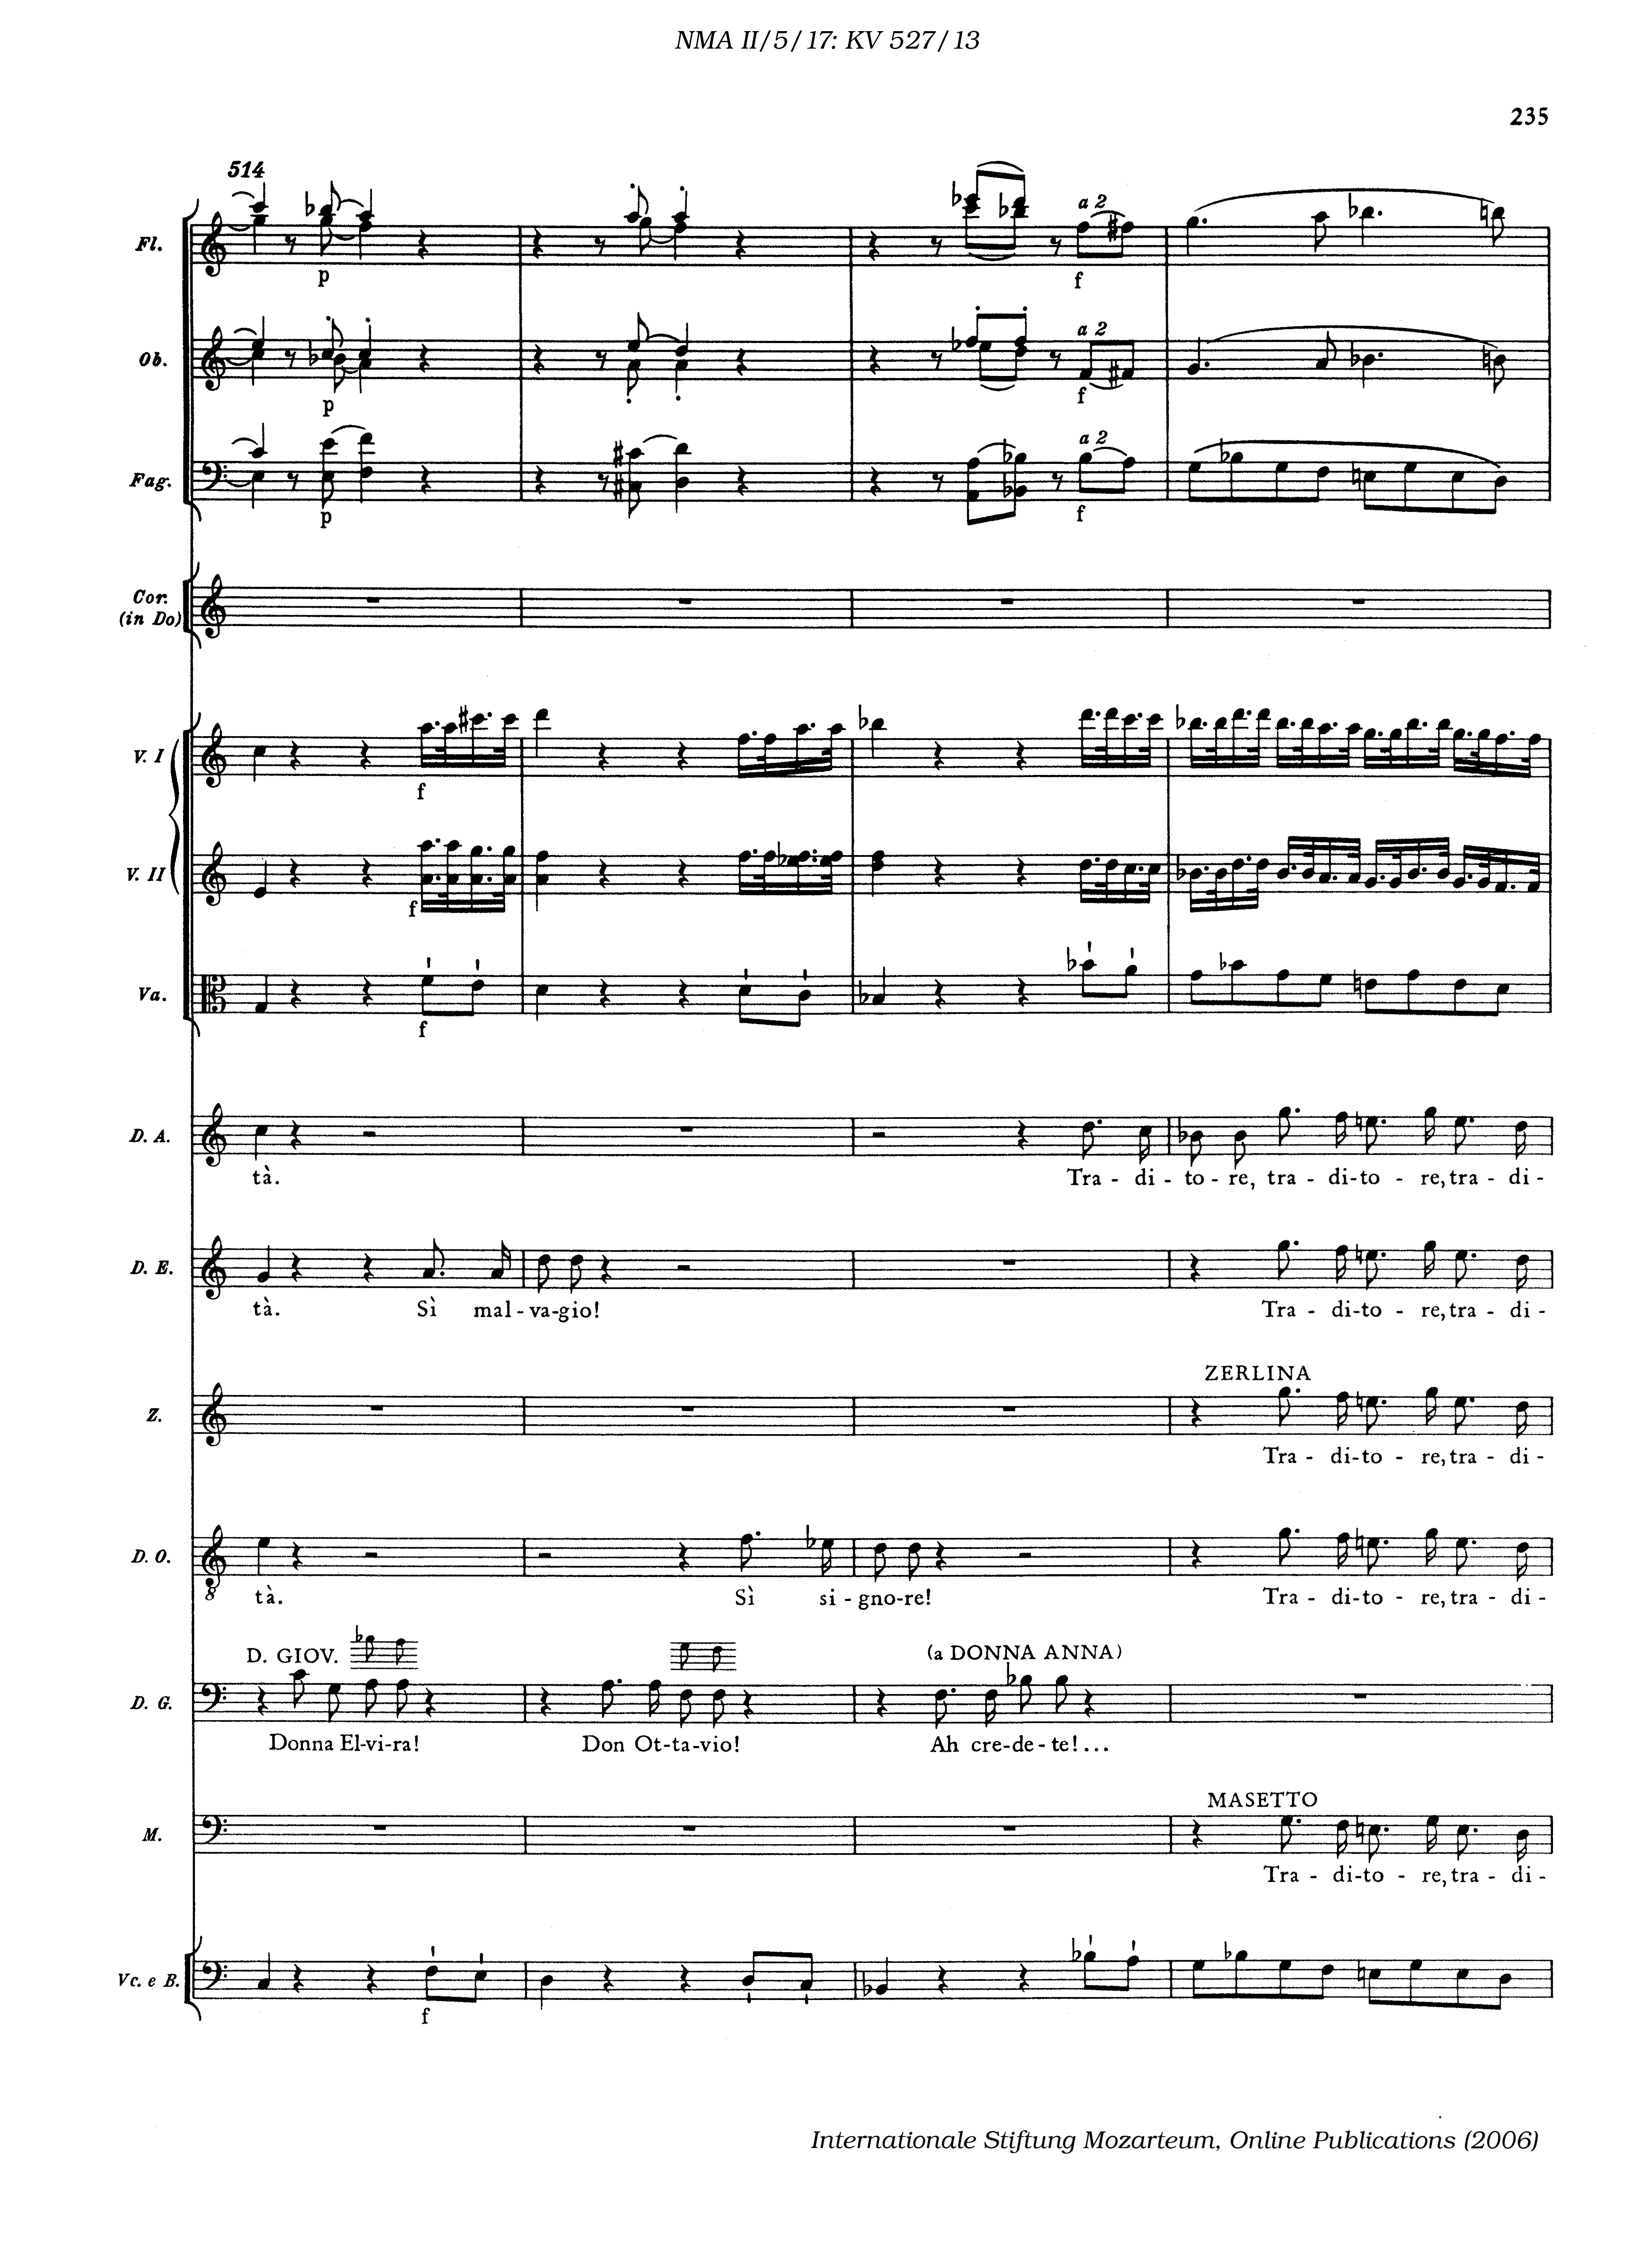 NMA II/5/17: KV 527/13
235
514
Fl.
a 2
p
f
Ob.
a 2
p
f
Fag.
a 2
p
f
Cor.
(in Do)
V. I
f
V. II
f
Va.
f
D. A.
tà. Tra - di - to - re, tra - di-to - re, tra - di -
D. E.
tà. Sì mal - va-gio! Tra - di-to - re, tra - di -
ZERLINA
Z.
Tra - di-to - re, tra - di -
D. O.
8
tà. Sì si - gno-re! Tra - di-to - re, tra - di -
D. GIOV. (a DONNA ANNA)
D. G.
Donna El-vi-ra! Don Ot-ta-vio! Ah cre-de-te!...
MASETTO
M.
Tra - di-to - re, tra - di -
Vc. e B.
f
Internationale Stiftung Mozarteum, Online Publications (2006)